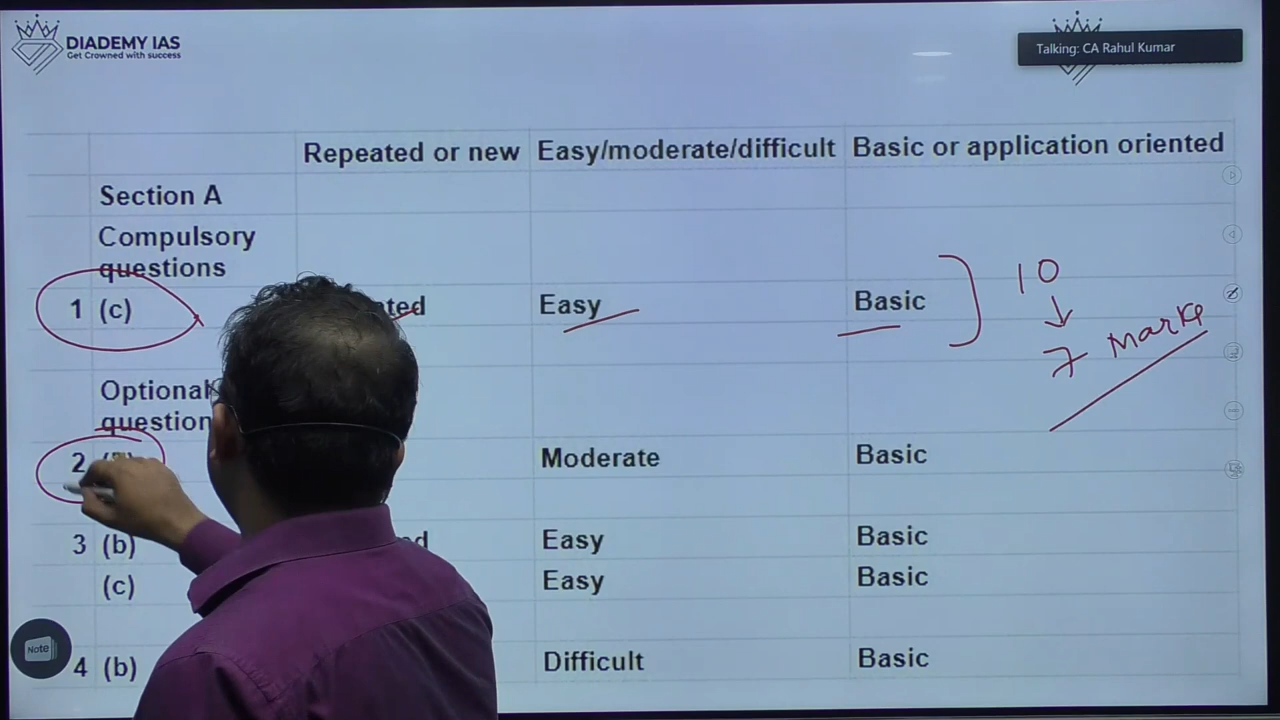 DIADEMY IAS
Get Crowned with success
Talking: CA Rahul Kumar
Repeated or new Easy/moderate/difficult Basic or application oriented
Section A
Compulsory
questions
1 (c) Easy Basic
10
↓
7 Marks
Optional
question
2 Moderate Basic
3 (b) Easy Basic
(c) Easy Basic
4 (b) Difficult Basic
Note